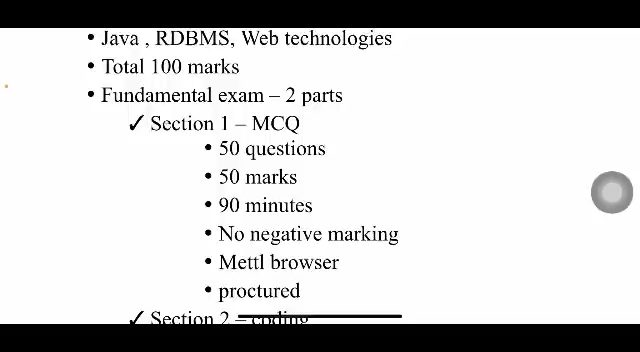 • Java , RDBMS, Web technologies
• Total 100 marks
• Fundamental exam – 2 parts
✓ Section 1 – MCQ
• 50 questions
• 50 marks
• 90 minutes
• No negative marking
• Mettl browser
• proctured
✓ Section 2 – coding